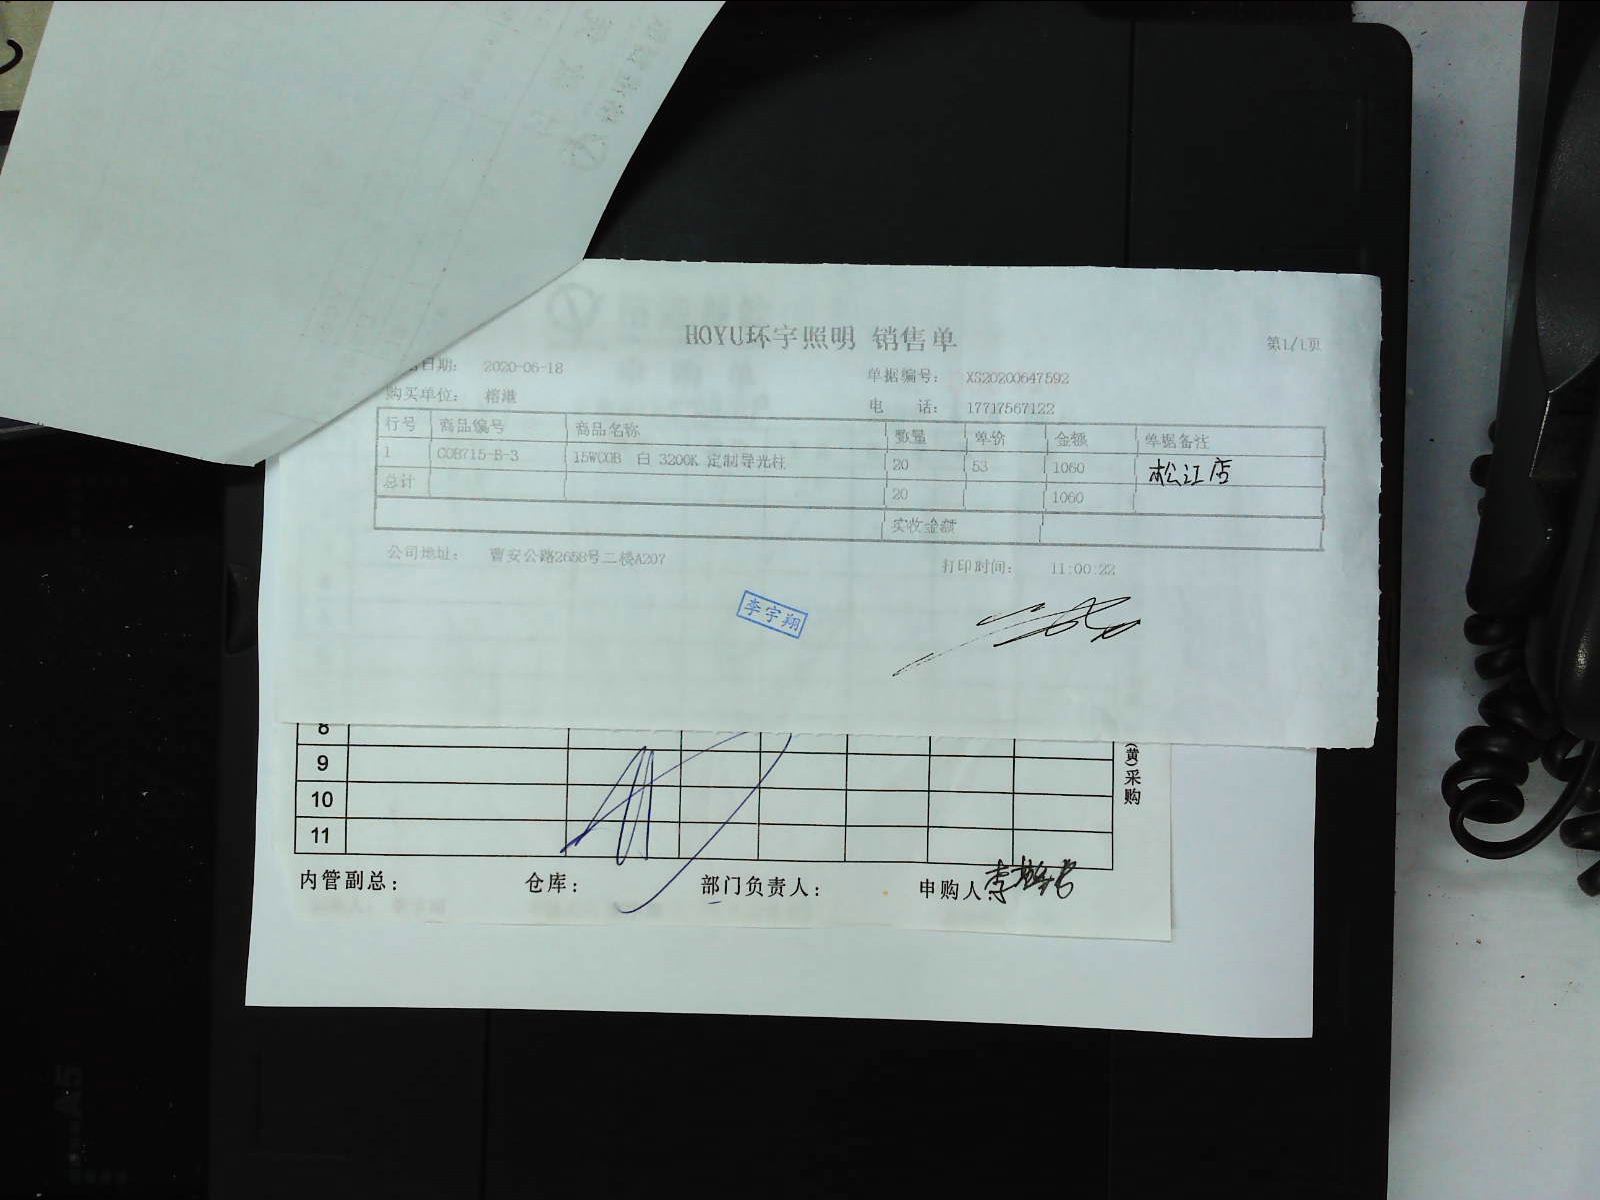 HOYU环宇照明 销售单
第1/1页
日期： 2020-06-18
单据编号： XS20200647592
购买单位： 榕港
电 话： 17717567122
行号 商品编号 商品名称 数量 单价 金额 单据备注
1 COB715-B-3 15WCOB 白 3200K 定制导光柱 20 53 1060 松江店
总计 20 1060
实收金额
公司地址： 曹安公路2658号二楼A207
打印时间： 11:00:22
李宇翔
8
9
10
11
(黄)采购
内管副总： 仓库： 部门负责人： 申购人：